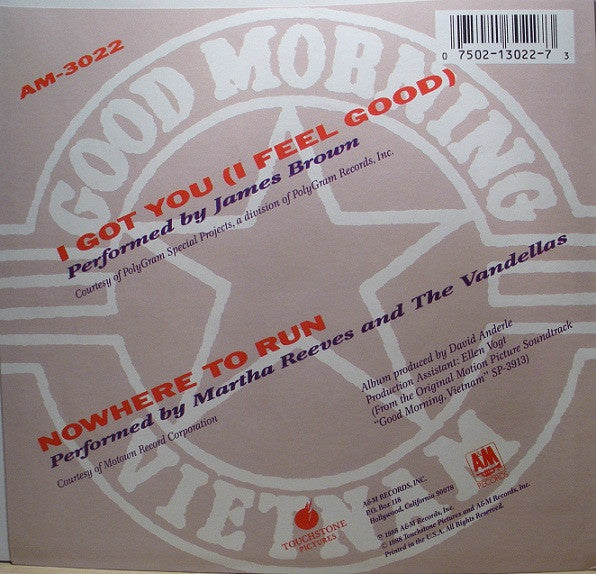 AM-3022
GOOD MORNING
0 7502-13022-7 3
I GOT YOU (I FEEL GOOD)
Performed by James Brown
Courtesy of PolyGram Special Projects, a division of PolyGram Records, Inc.
NOWHERE TO RUN
Performed by Martha Reeves and The Vandellas
Courtesy of Motown Record Corporation
Album produced by David Anderle
Production Assistant: Ellen Vogt
(From the Original Motion Picture Soundtrack
"Good Morning, Vietnam" SP-3913)
VIETNAM
TOUCHSTONE
PICTURES
A&M RECORDS, INC.
P.O. Box 118
Hollywood, California 90078
℗ 1988 A&M Records, Inc.
© 1988 Touchstone Pictures and A&M Records, Inc.
Printed in the U.S.A. All Rights Reserved.
AM
RECORDS